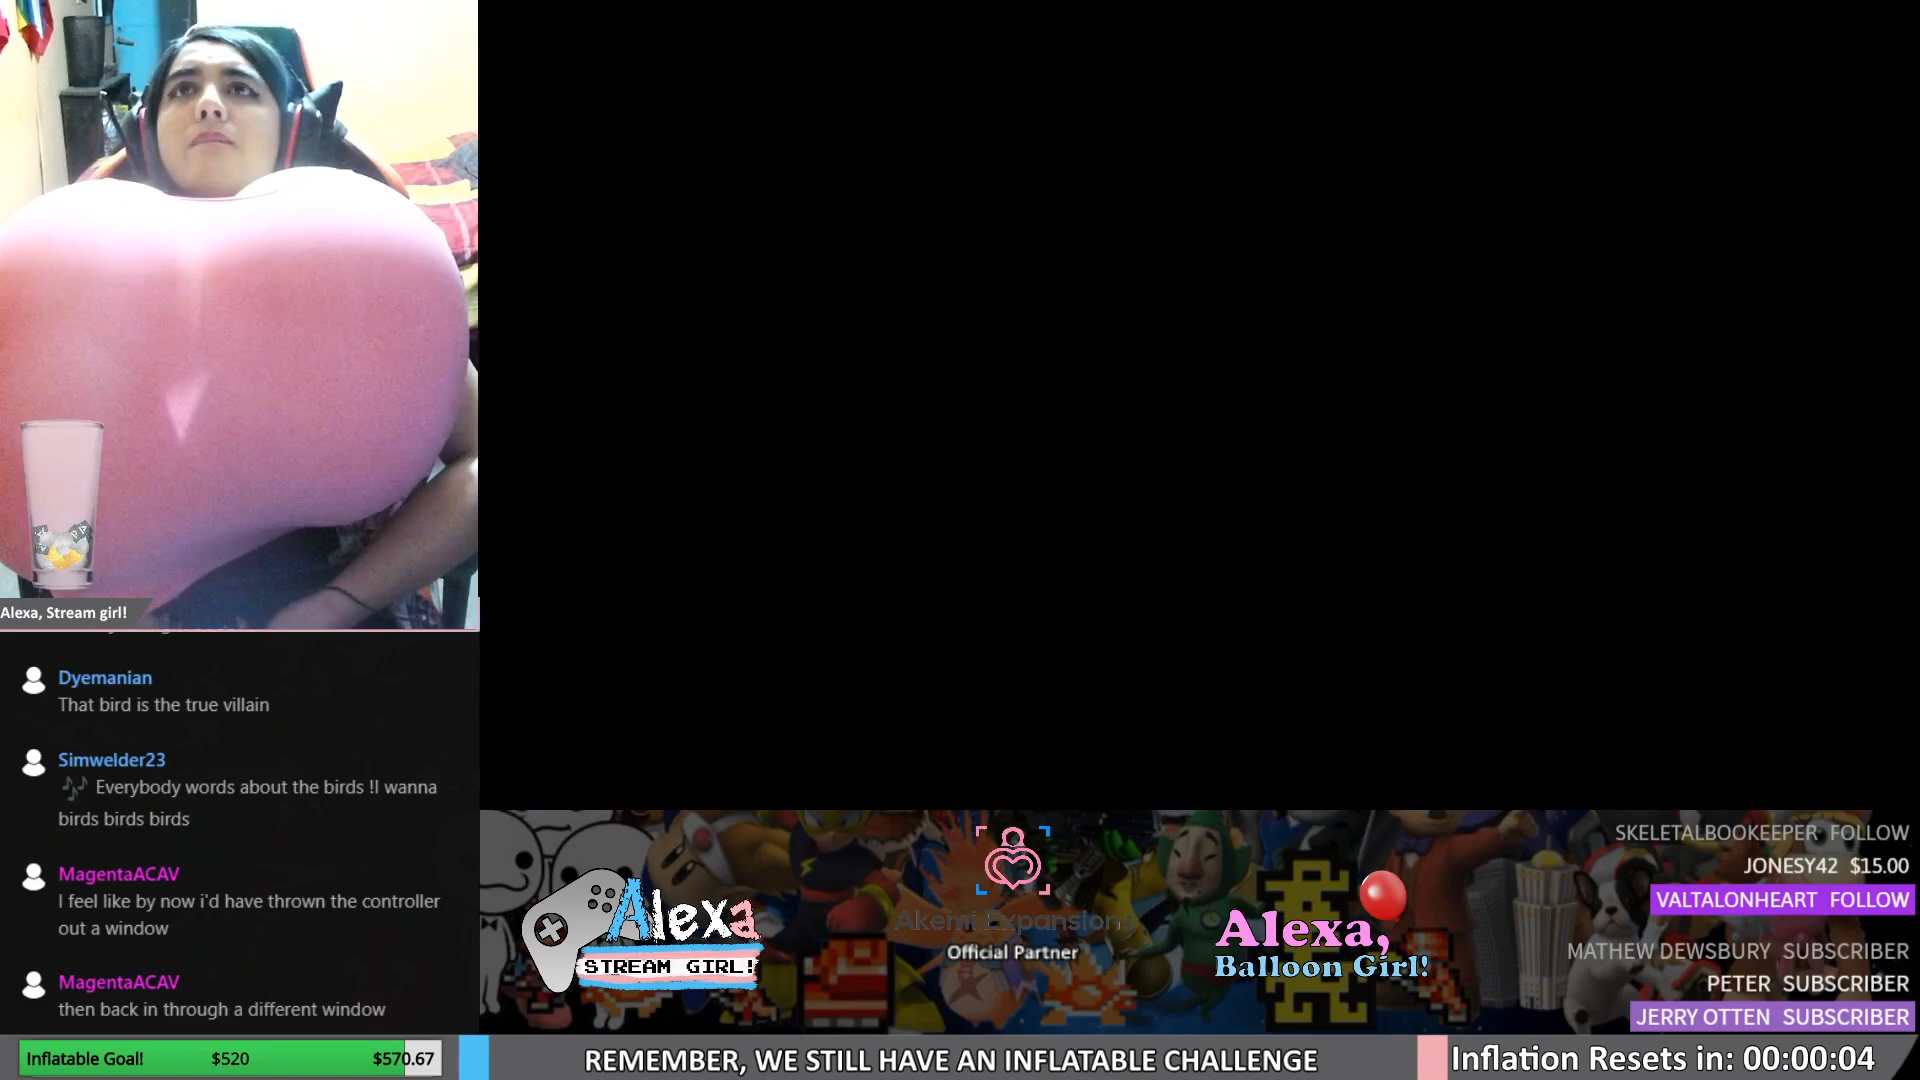 Alexa, Stream girl!
Dyemanian
That bird is the true villain
Simwelder23
🎶 Everybody words about the birds !I wanna
birds birds birds
MagentaACAV
I feel like by now i'd have thrown the controller
out a window
MagentaACAV
then back in through a different window
Alexa
STREAM GIRL!
Akemi Expansions
Official Partner
Alexa,
Balloon Girl!
SKELETALBOOKEEPER FOLLOW
JONESY42 $15.00
VALTALONHEART FOLLOW
MATHEW DEWSBURY SUBSCRIBER
PETER SUBSCRIBER
JERRY OTTEN SUBSCRIBER
Inflatable Goal! $520 $570.67
REMEMBER, WE STILL HAVE AN INFLATABLE CHALLENGE
Inflation Resets in: 00:00:04